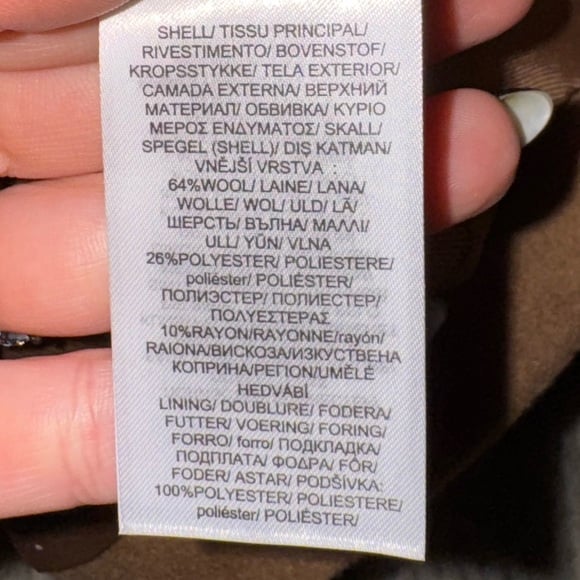 SHELL/ TISSU PRINCIPAL/
RIVESTIMENTO/ BOVENSTOF/
KROPSSTYKKE/ TELA EXTERIOR/
CAMADA EXTERNA/ ВЕРХНИЙ
МАТЕРИАЛ/ ОБВИВКА/ ΚΥΡΙΟ
ΜΕΡΟΣ ΕΝΔΥΜΑΤΟΣ/ SKALL/
SPEGEL (SHELL)/ DIŞ KATMAN/
VNĚJŠÍ VRSTVA :
64%WOOL/ LAINE/ LANA/
WOLLE/ WOL/ ULD/ LÃ/
ШЕРСТЬ/ ВЪЛНА/ ΜΑΛΛΙ/
ULL/ YÜN/ VLNA
26%POLYESTER/ POLIESTERE/
poliéster/ POLIÉSTER/
ПОЛИЭСТЕР/ ПОЛИЕСТЕР/
ΠΟΛΥΕΣΤΕΡΑΣ
10%RAYON/RAYONNE/rayón/
RAIONA/ВИСКОЗА/ИЗКУСТВЕНА
КОПРИНА/ΡΕΓΙΟΝ/UMĚLÉ
HEDVÁBÍ
LINING/ DOUBLURE/ FODERA/
FUTTER/ VOERING/ FORING/
FORRO/ forro/ ПОДКЛАДКА/
ПОДПЛАТА/ ΦΟΔΡΑ/ FÔR/
FODER/ ASTAR/ PODŠÍVKA:
100%POLYESTER/ POLIESTERE/
poliéster/ POLIÉSTER/